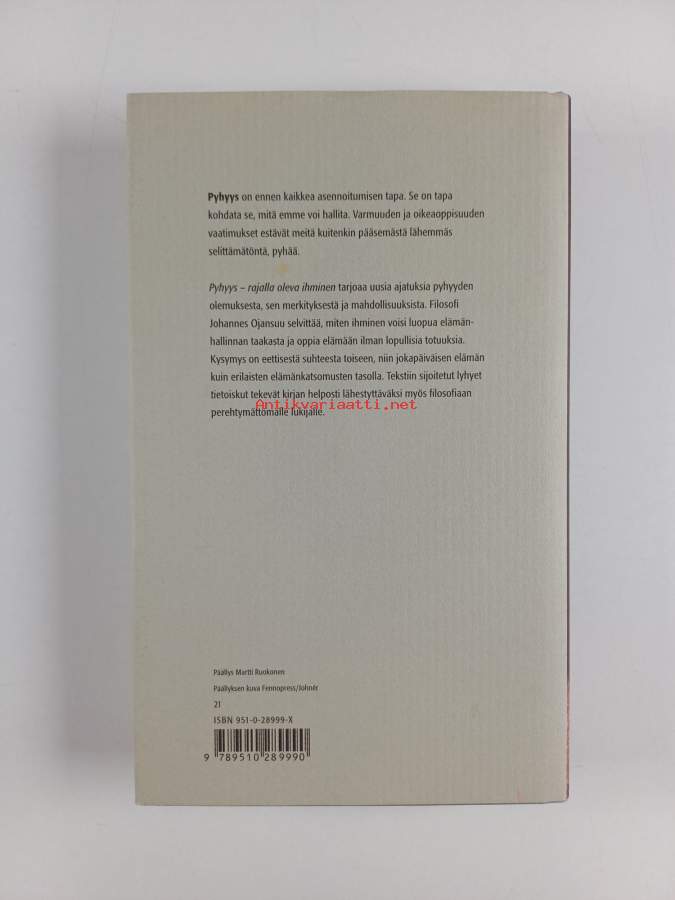 Pyhyys on ennen kaikkea asennoitumisen tapa. Se on tapa
kohdata se, mitä emme voi hallita. Varmuuden ja oikeaoppisuuden
vaatimukset estävät meitä kuitenkin pääsemästä lähemmäs
selittämätöntä, pyhää.
Pyhyys – rajalla oleva ihminen tarjoaa uusia ajatuksia pyhyyden
olemuksesta, sen merkityksestä ja mahdollisuuksista. Filosofi
Johannes Ojansuu selvittää, miten ihminen voisi luopua elämän-
hallinnan taakasta ja oppia elämään ilman lopullisia totuuksia.
Kysymys on eettisestä suhteesta toiseen, niin jokapäiväisen elämän
kuin erilaisten elämänkatsomusten tasolla. Tekstiin sijoitetut lyhyet
tietoiskut tekevät kirjan helposti lähestyttäväksi myös filosofiaan
Antikvariaatti.net
perehtymättömälle lukijalle.
Päällys Martti Ruokonen
Päällyksen kuva Fennopress/Johnér
21
ISBN 951-0-28999-X
9 789510 289990